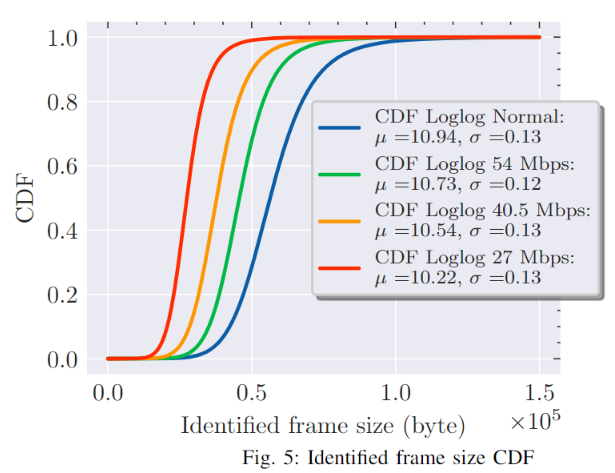 1.0
0.8
0.6
0.4
0.2
0.0
CDF
CDF Loglog Normal:
μ =10.94, σ =0.13
CDF Loglog 54 Mbps:
μ =10.73, σ =0.12
CDF Loglog 40.5 Mbps:
μ =10.54, σ =0.13
CDF Loglog 27 Mbps:
μ =10.22, σ =0.13
0.0 0.5 1.0 1.5
Identified frame size (byte) ×10⁵
Fig. 5: Identified frame size CDF